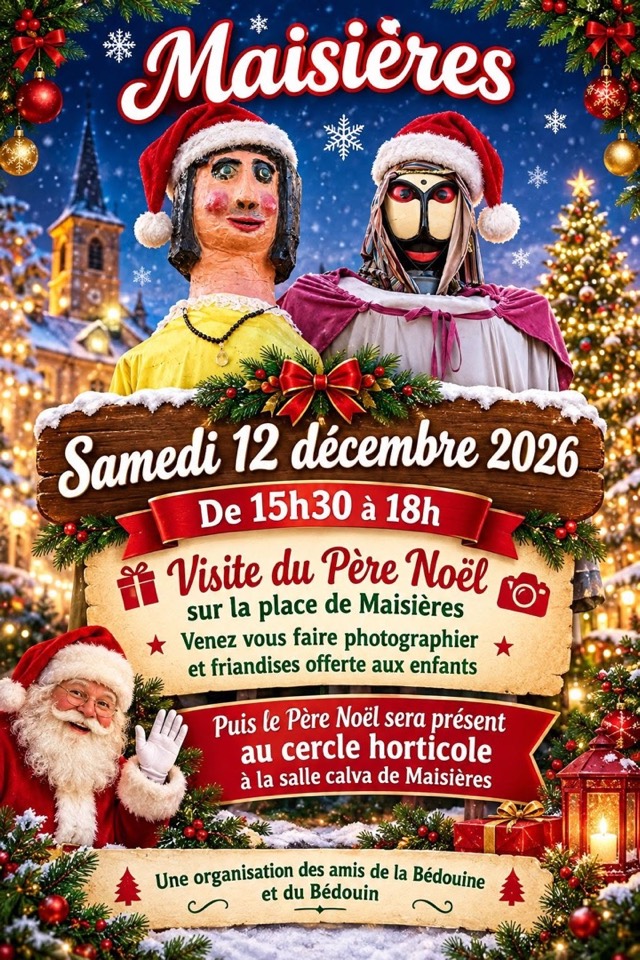 Maisières
Samedi 12 décembre 2026
De 15h30 à 18h
Visite du Père Noël
sur la place de Maisières
Venez vous faire photographier
et friandises offerte aux enfants
Puis le Père Noël sera présent
au cercle horticole
à la salle calva de Maisières
Une organisation des amis de la Bédouine
et du Bédouin